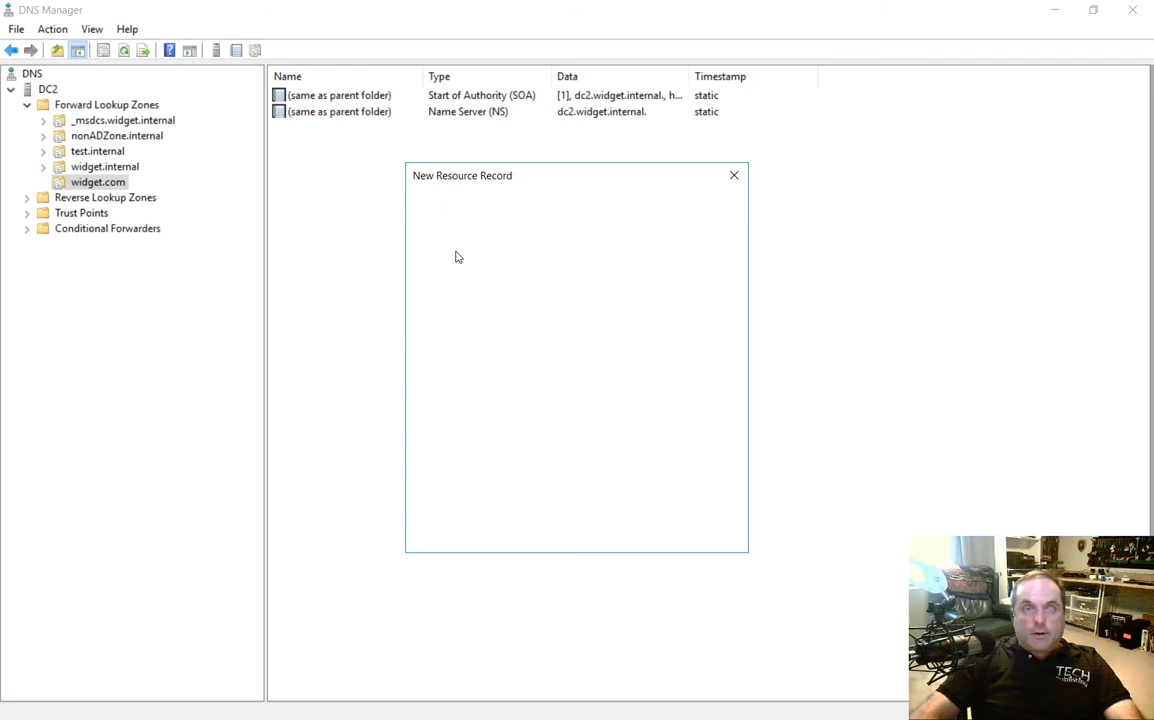 DNS Manager
File Action View Help
DNS
DC2
Forward Lookup Zones
_msdcs.widget.internal
nonADZone.internal
test.internal
widget.internal
widget.com
Reverse Lookup Zones
Trust Points
Conditional Forwarders
Name Type Data Timestamp
(same as parent folder) Start of Authority (SOA) [1], dc2.widget.internal., h... static
(same as parent folder) Name Server (NS) dc2.widget.internal. static
New Resource Record
TECH